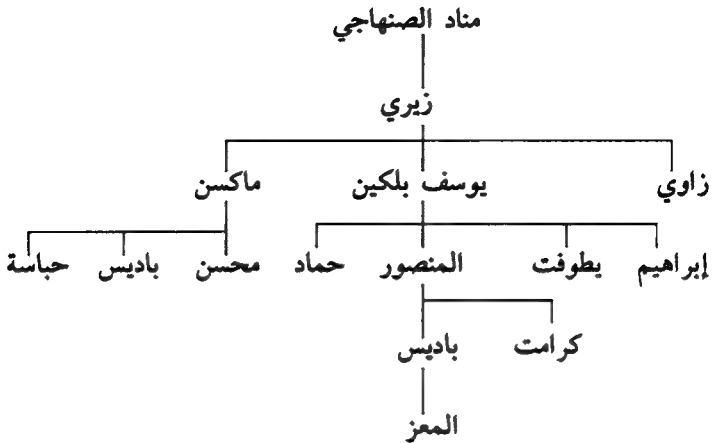 مناد الصنهاجي
زيري
زاوي يوسف بلكين ماكسن
إبراهيم يطوفت المنصور حماد محسن باديس حباسة
كرامت باديس
المعز